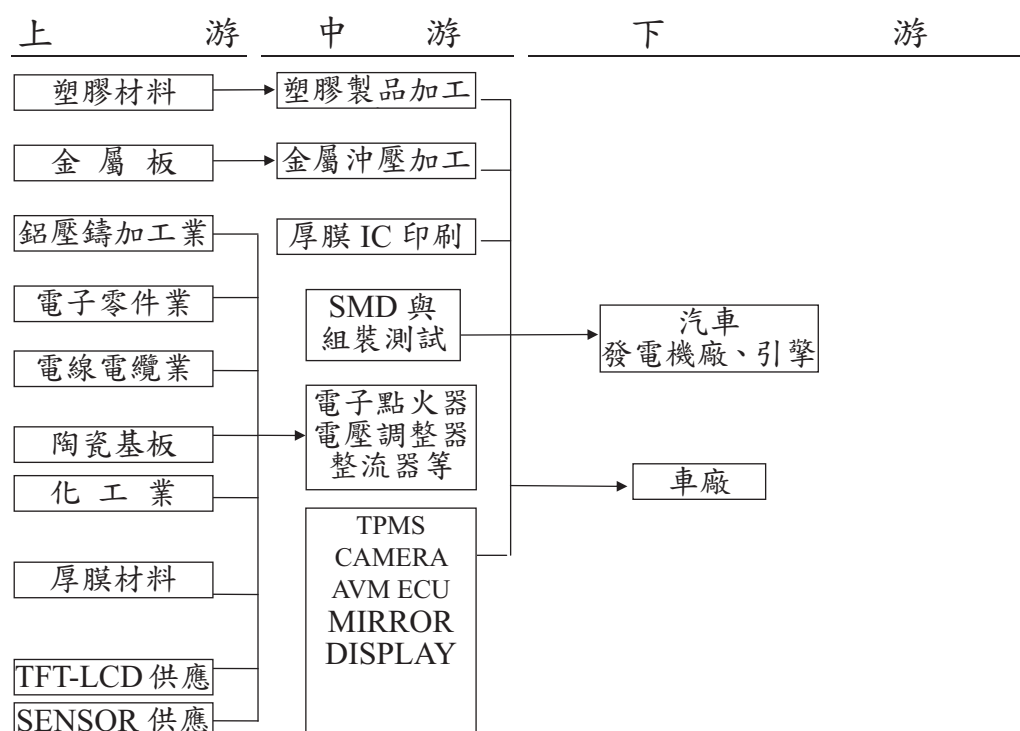 上 游 中 游 下 游
塑膠材料
塑膠製品加工
金屬板
金屬沖壓加工
鋁壓鑄加工業
厚膜 IC 印刷
電子零件業
SMD 與
組裝測試
汽車
發電機廠、引擎
電線電纜業
電子點火器
電壓調整器
整流器等
陶瓷基板
化工業
車廠
TPMS
CAMERA
AVM ECU
MIRROR
DISPLAY
厚膜材料
TFT-LCD 供應
SENSOR 供應